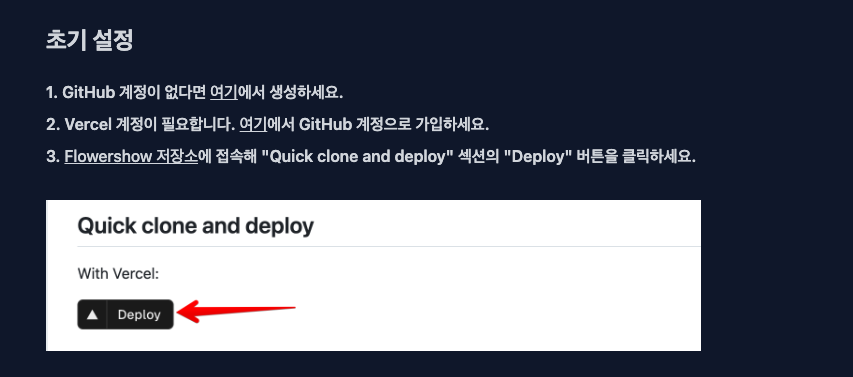 초기 설정
1. GitHub 계정이 없다면 여기에서 생성하세요.
2. Vercel 계정이 필요합니다. 여기에서 GitHub 계정으로 가입하세요.
3. Flowershow 저장소에 접속해 "Quick clone and deploy" 섹션의 "Deploy" 버튼을 클릭하세요.
Quick clone and deploy
With Vercel:
Deploy